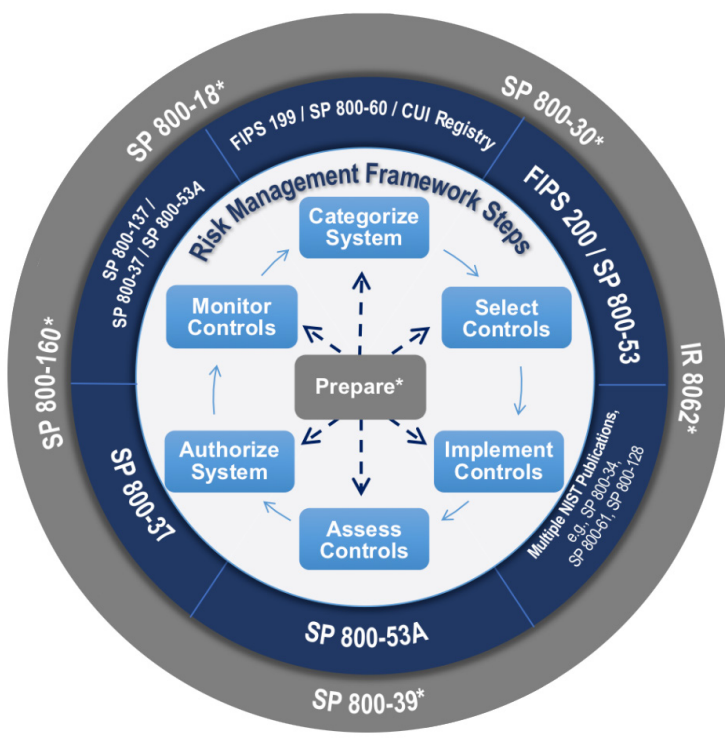 SP 800-18*
SP 800-30*
FIPS 199 / SP 800-60 / CUI Registry
SP 800-137 /
SP 800-37 / SP 800-53A
FIPS 200 / SP 800-53
Risk Management Framework Steps
Categorize
System
Monitor
Controls
Select
Controls
SP 800-160*
IR 8062*
Prepare*
Authorize
System
Implement
Controls
SP 800-37
Multiple NIST Publications,
e.g., SP 800-34,
SP 800-61, SP 800-128
Assess
Controls
SP 800-53A
SP 800-39*